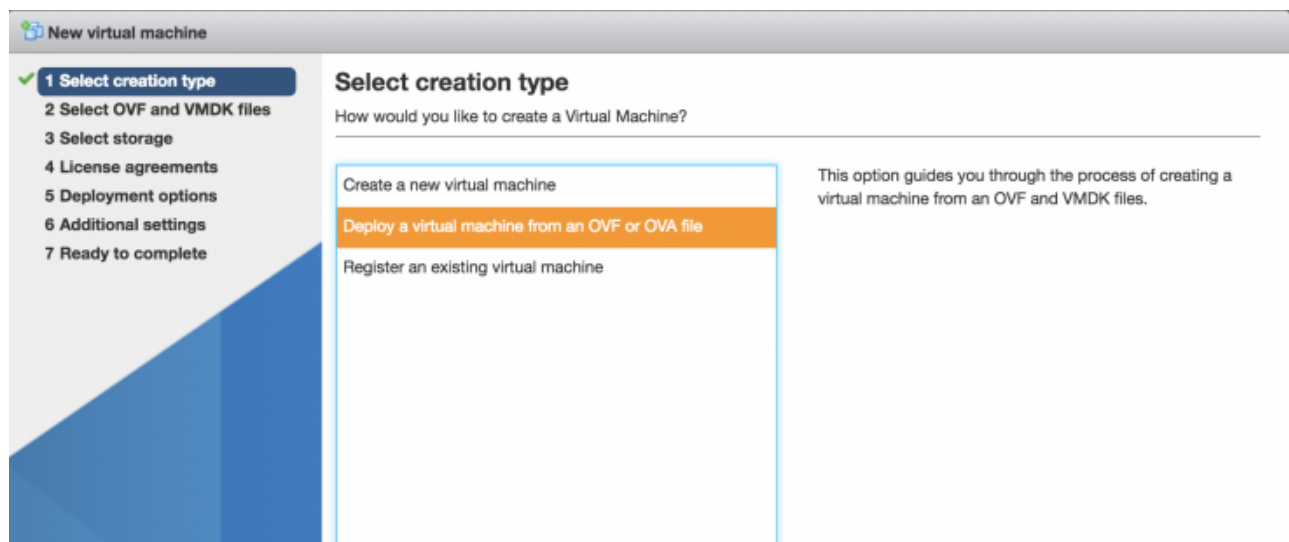 New virtual machine
1 Select creation type
2 Select OVF and VMDK files
3 Select storage
4 License agreements
5 Deployment options
6 Additional settings
7 Ready to complete
Select creation type
How would you like to create a Virtual Machine?
Create a new virtual machine
Deploy a virtual machine from an OVF or OVA file
Register an existing virtual machine
This option guides you through the process of creating a
virtual machine from an OVF and VMDK files.